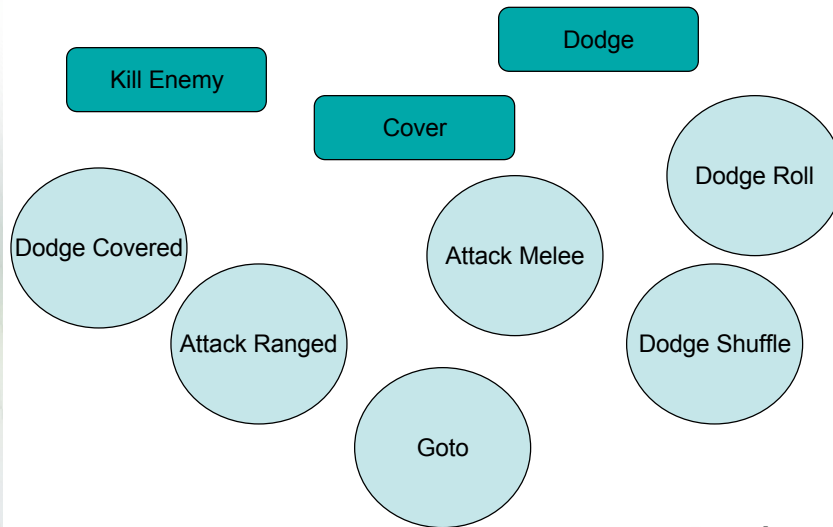 Dodge
Kill Enemy
Cover
Dodge Roll
Dodge Covered
Attack Melee
Attack Ranged
Dodge Shuffle
Goto